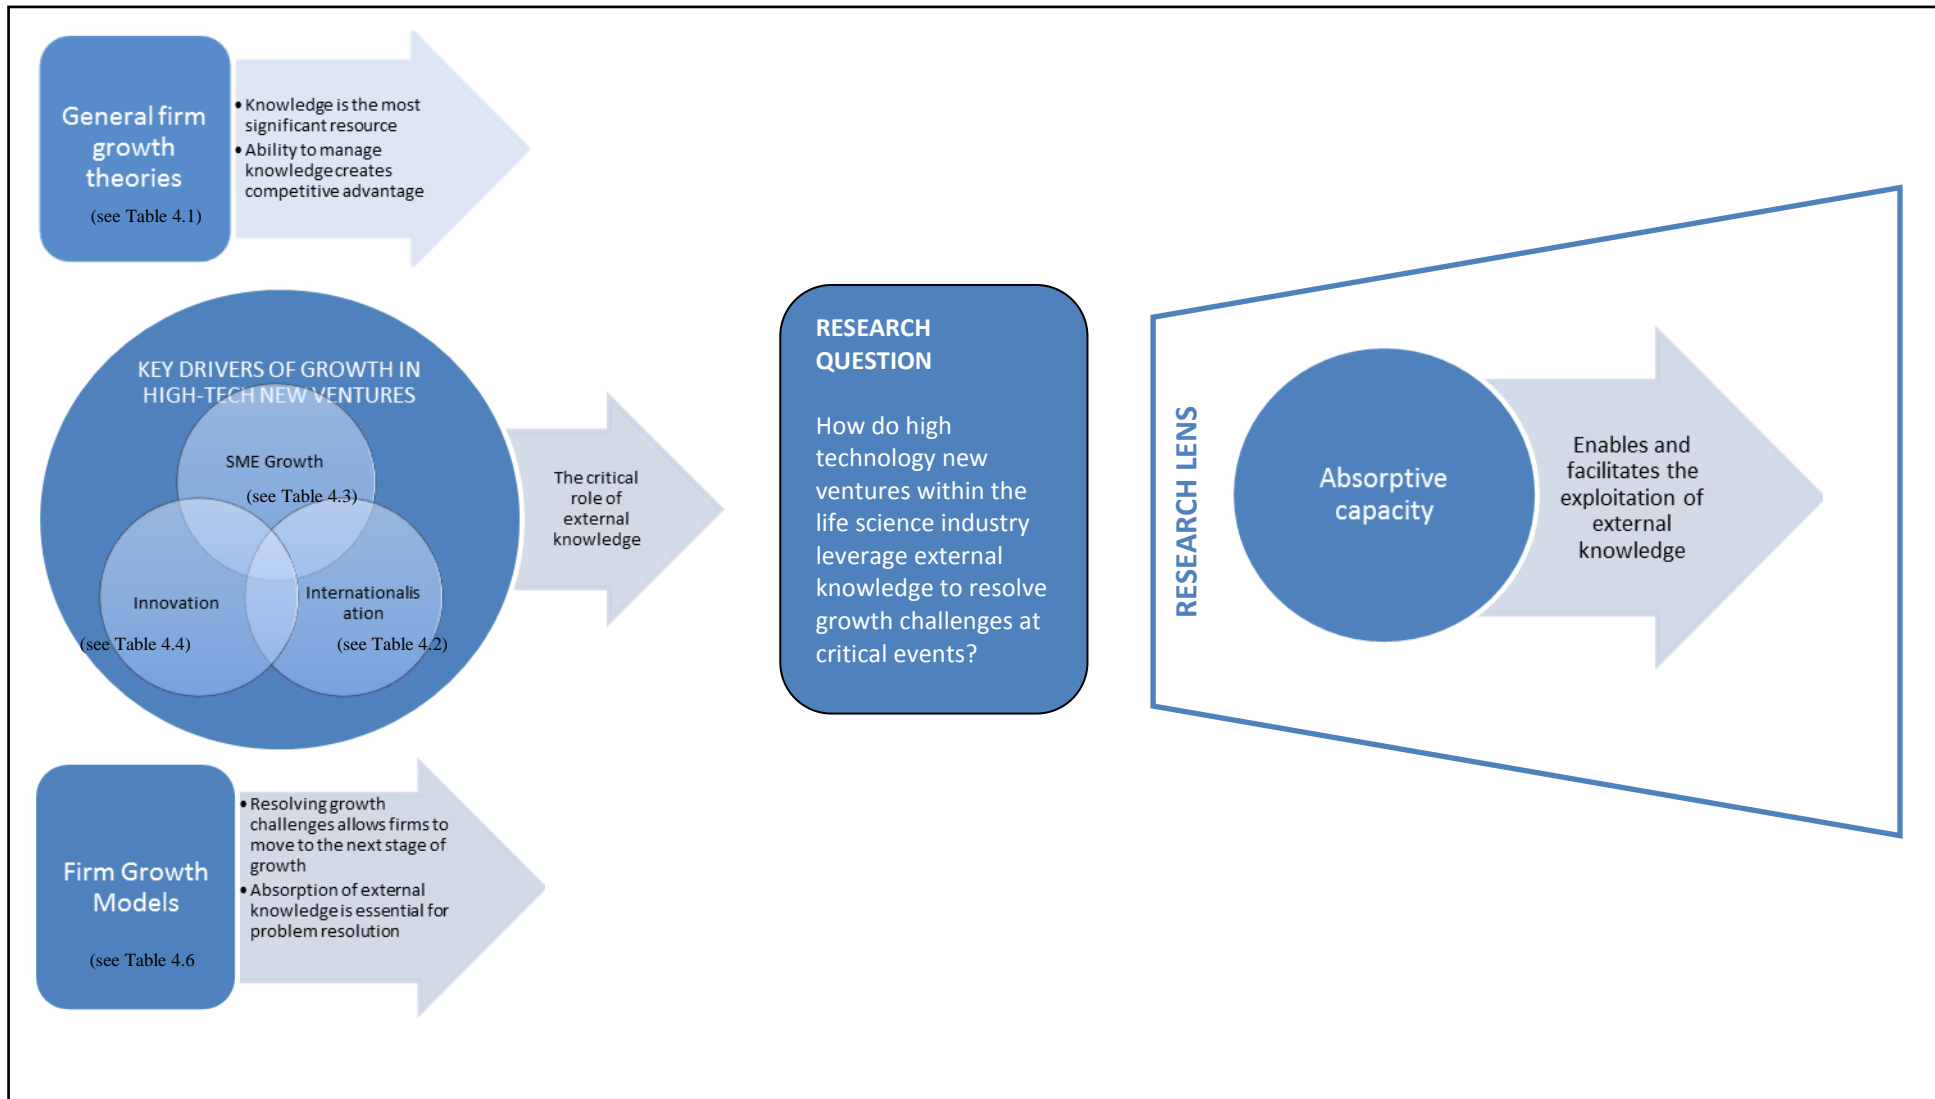 General firm
growth
theories
(see Table 4.1)
• Knowledge is the most
significant resource
• Ability to manage
knowledge creates
competitive advantage
KEY DRIVERS OF GROWTH IN
HIGH-TECH NEW VENTURES
SME Growth
(see Table 4.3)
Innovation
(see Table 4.4)
Internationalis
ation
(see Table 4.2)
The critical
role of
external
knowledge
Firm Growth
Models
(see Table 4.6
• Resolving growth
challenges allows firms to
move to the next stage of
growth
• Absorption of external
knowledge is essential for
problem resolution
RESEARCH
QUESTION
How do high
technology new
ventures within the
life science industry
leverage external
knowledge to resolve
growth challenges at
critical events?
RESEARCH LENS
Absorptive
capacity
Enables and
facilitates the
exploitation of
external
knowledge